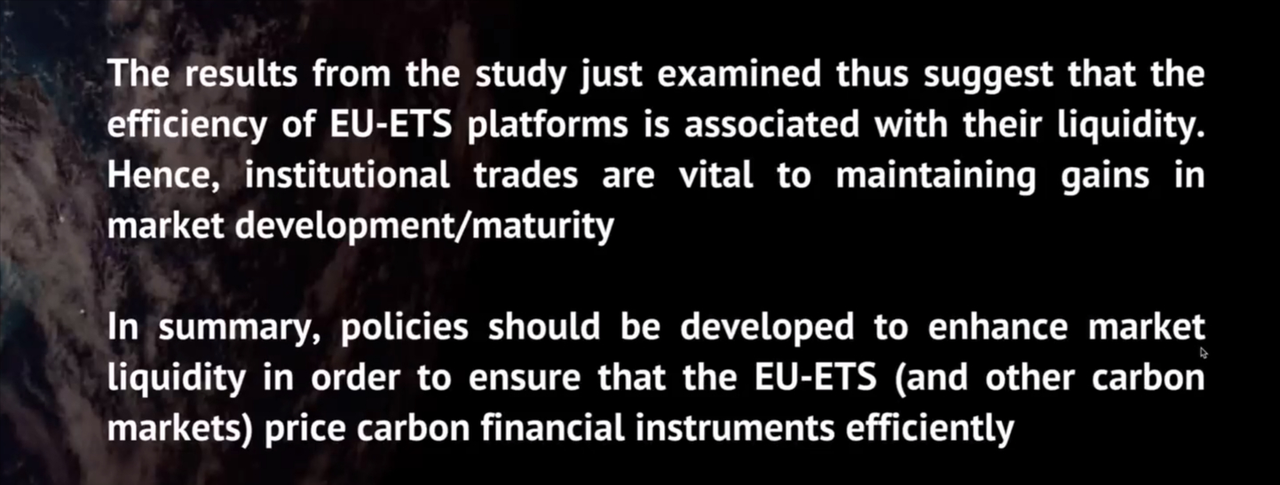 The results from the study just examined thus suggest that the
efficiency of EU-ETS platforms is associated with their liquidity.
Hence, institutional trades are vital to maintaining gains in
market development/maturity
In summary, policies should be developed to enhance market
liquidity in order to ensure that the EU-ETS (and other carbon
markets) price carbon financial instruments efficiently